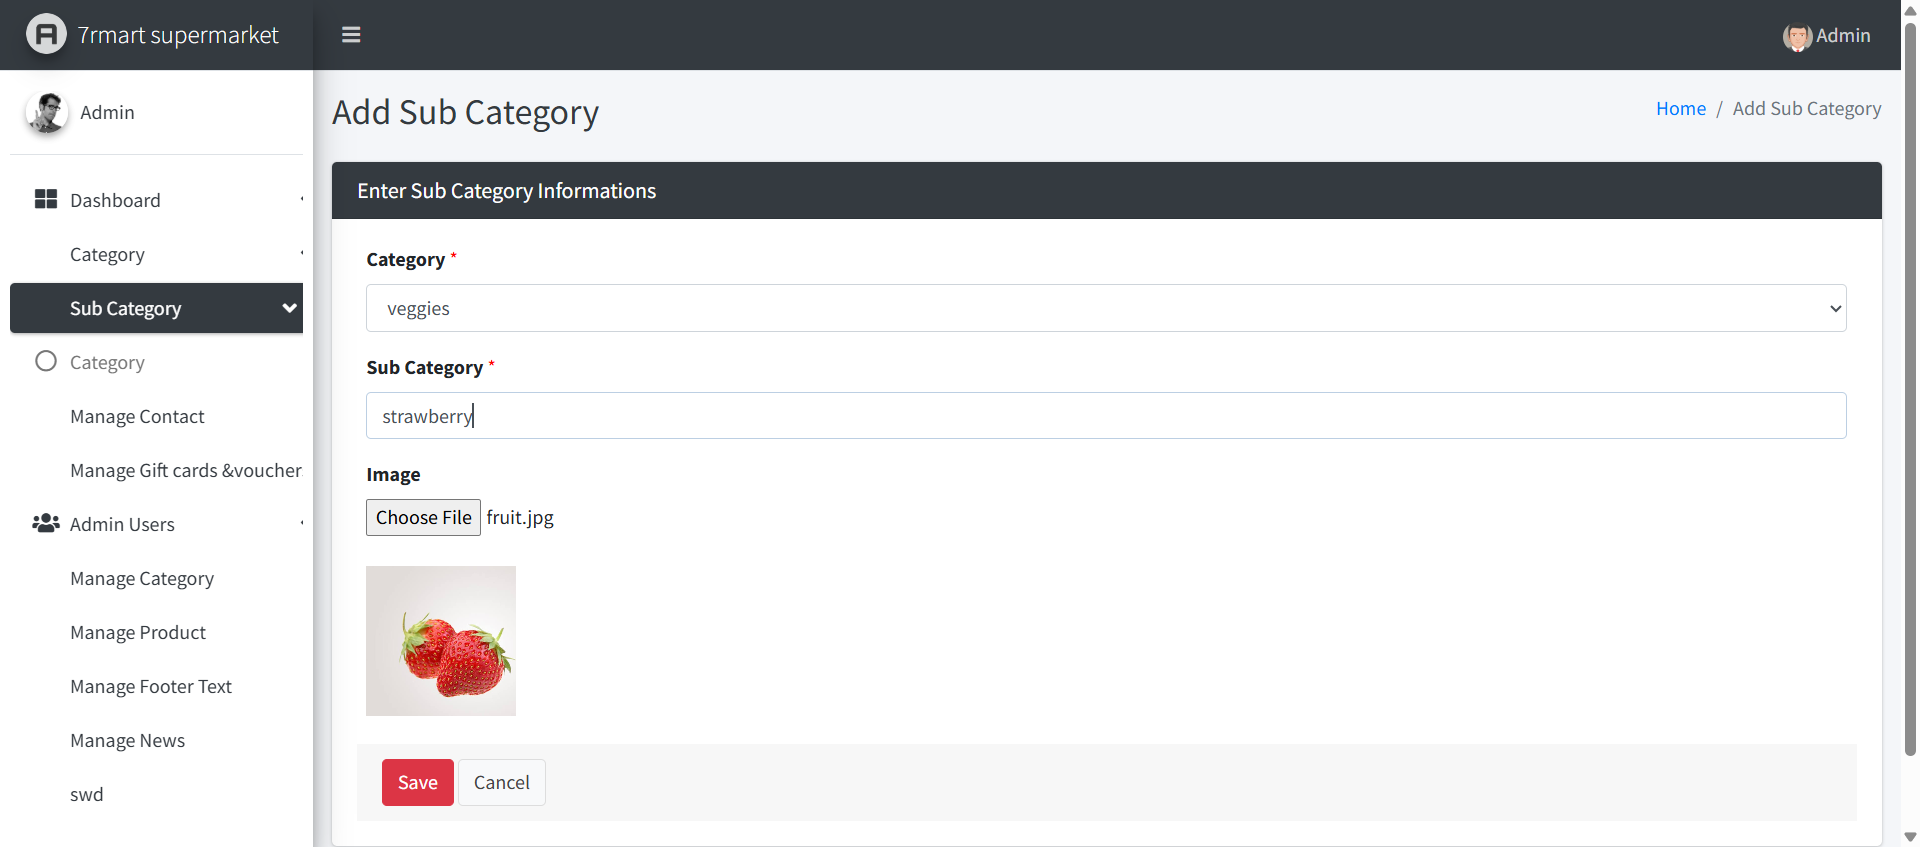 7rmart supermarket
Admin
Admin
Dashboard
Category
Sub Category
Category
Manage Contact
Manage Gift cards &voucher
Admin Users
Manage Category
Manage Product
Manage Footer Text
Manage News
swd
Add Sub Category
Home / Add Sub Category
Enter Sub Category Informations
Category *
veggies
Sub Category *
strawberry
Image
Choose File fruit.jpg
Save Cancel